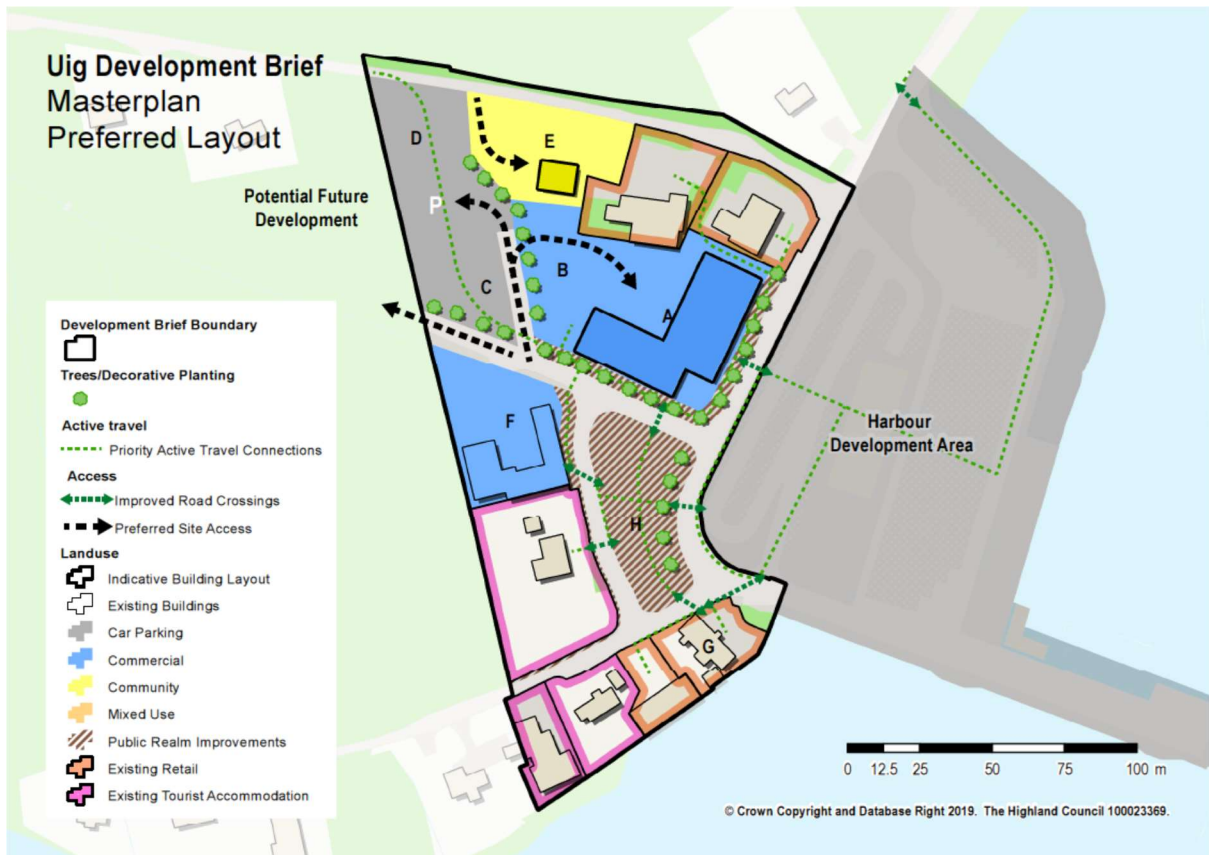 Uig Development Brief
Masterplan
Preferred Layout
Potential Future
Development
D
E
P
B
C
A
F
H
G
Harbour
Development Area
Development Brief Boundary
Trees/Decorative Planting
Active travel
Priority Active Travel Connections
Access
Improved Road Crossings
Preferred Site Access
Landuse
Indicative Building Layout
Existing Buildings
Car Parking
Commercial
Community
Mixed Use
Public Realm Improvements
Existing Retail
Existing Tourist Accommodation
0 12.5 25 50 75 100 m
© Crown Copyright and Database Right 2019. The Highland Council 100023369.